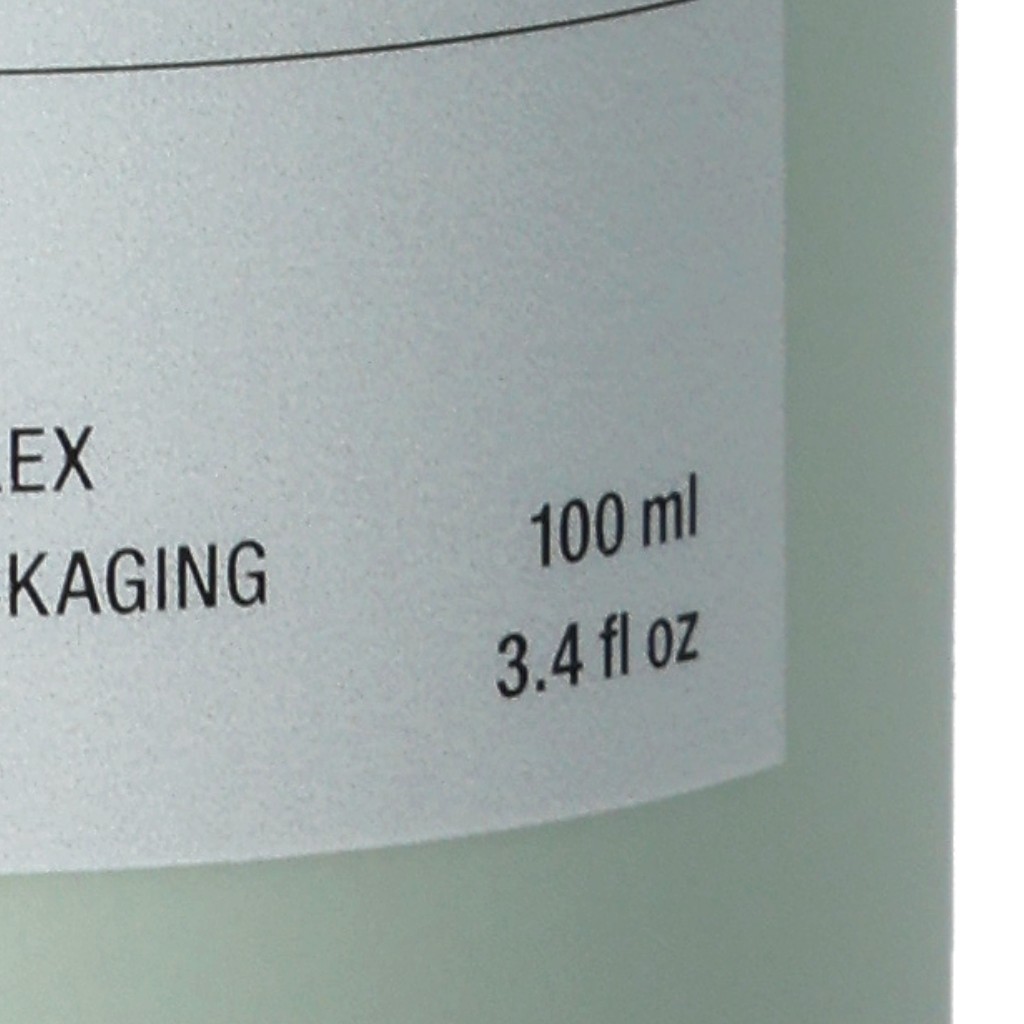 EX
KAGING
100 ml
3.4 fl oz